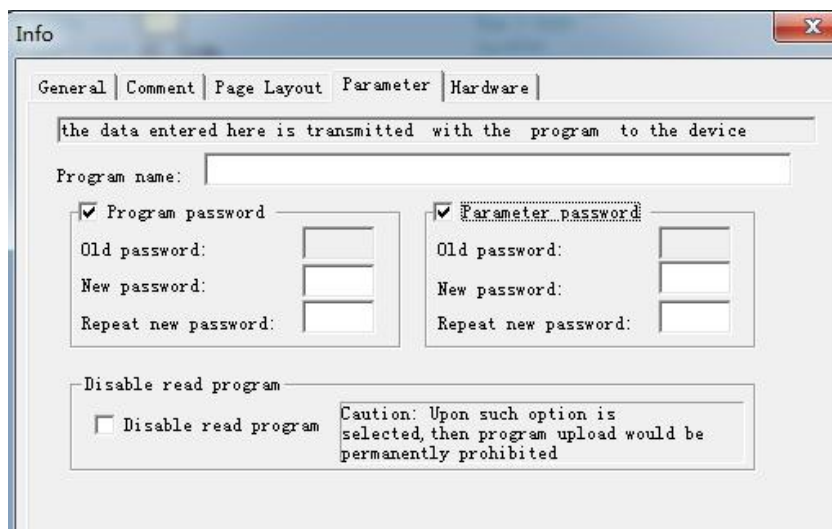 Info
General Comment Page Layout Parameter Hardware
the data entered here is transmitted with the program to the device
Program name:
Program password Parameter password
Old password: Old password:
New password: New password:
Repeat new password: Repeat new password:
Disable read program
Disable read program
Caution: Upon such option is
selected, then program upload would be
permanently prohibited